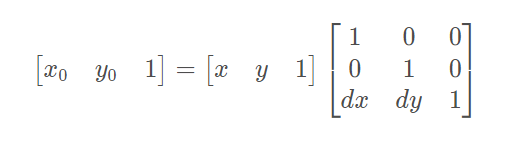 [x₀ y₀ 1] = [x y 1] [1 0 0
0 1 0
dx dy 1]